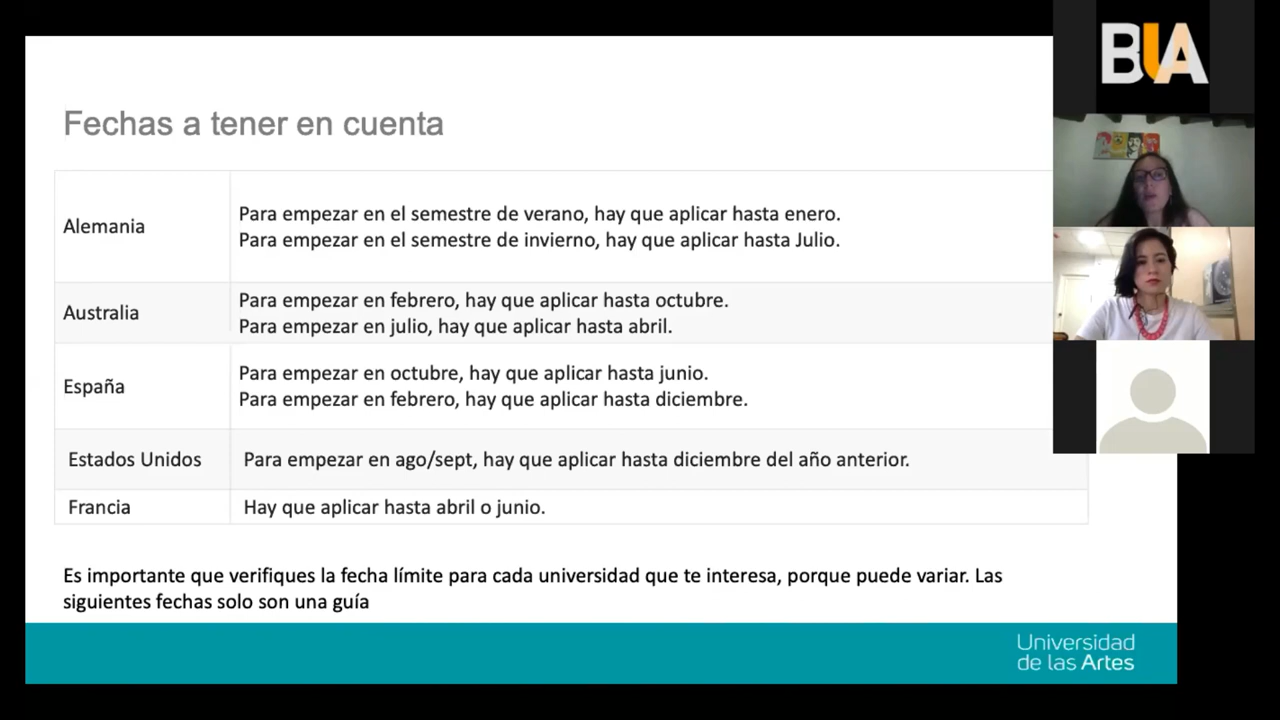 Fechas a tener en cuenta
Alemania
Para empezar en el semestre de verano, hay que aplicar hasta enero.
Para empezar en el semestre de invierno, hay que aplicar hasta Julio.
Australia
Para empezar en febrero, hay que aplicar hasta octubre.
Para empezar en julio, hay que aplicar hasta abril.
España
Para empezar en octubre, hay que aplicar hasta junio.
Para empezar en febrero, hay que aplicar hasta diciembre.
Estados Unidos
Para empezar en ago/sept, hay que aplicar hasta diciembre del año anterior.
Francia
Hay que aplicar hasta abril o junio.
Es importante que verifiques la fecha límite para cada universidad que te interesa, porque puede variar. Las
siguientes fechas solo son una guía
Universidad
de las Artes
BUA